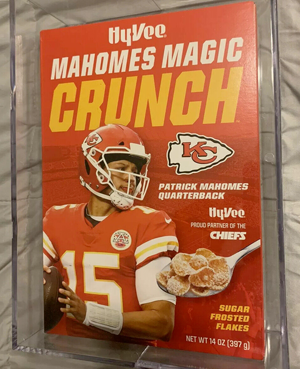 HyVee
MAHOMES MAGIC
CRUNCH
KC
PATRICK MAHOMES
QUARTERBACK
HyVee
PROUD PARTNER OF THE
CHIEFS
15
SUGAR
FROSTED
FLAKES
NET WT 14 OZ (397 g)